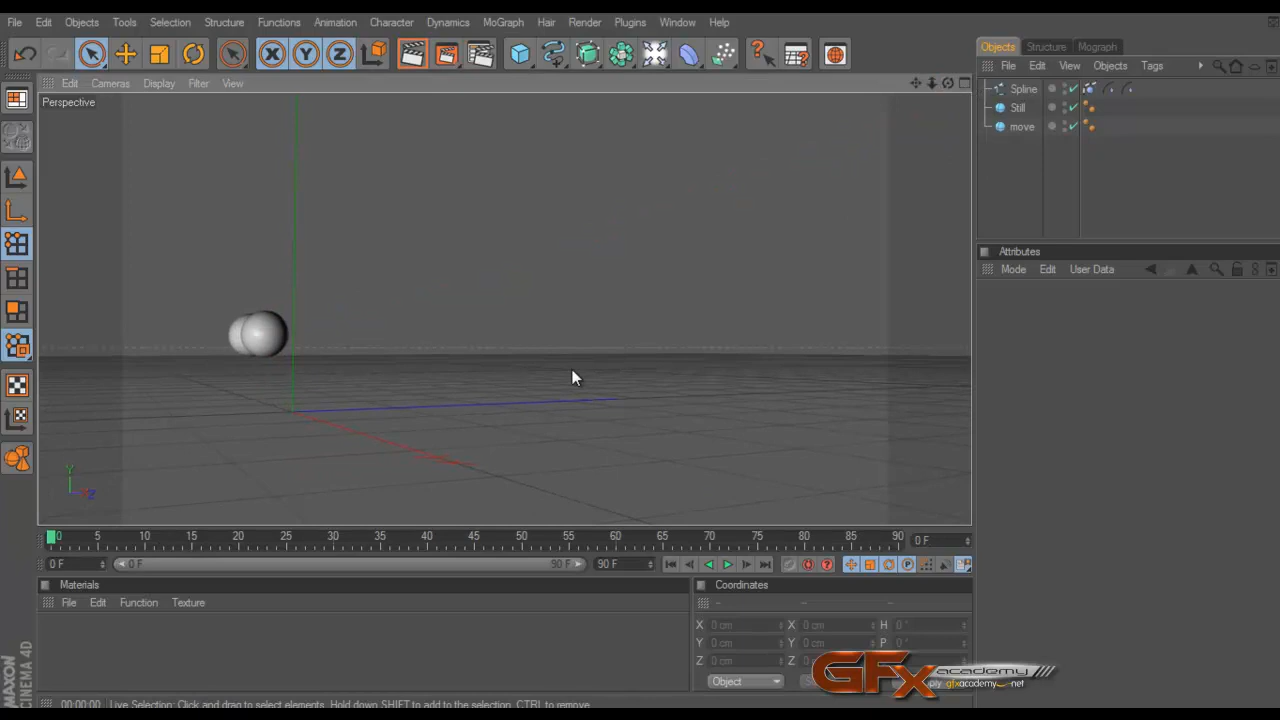 File Edit Objects Tools Selection Structure Functions Animation Character Dynamics MoGraph Hair Render Plugins Window Help
X Y Z
Objects Structure Mograph
File Edit View Objects Tags
Edit Cameras Display Filter View
Perspective
Spline
Still
move
Attributes
Mode Edit User Data
Y
Z
0 5 10 15 20 25 30 35 40 45 50 55 60 65 70 75 80 85 90 0 F
0 F 0 F 90 F 90 F
P
Materials
File Edit Function Texture
Coordinates
X 0 cm X 0 cm H 0 °
Y 0 cm Y 0 cm P 0 °
Z 0 cm Z 0 cm
Object
GFx academy
gfxacademy.net
MAXON
CINEMA 4D
00:00:00 Live Selection: Click and drag to select elements. Hold down SHIFT to add to the selection, CTRL to remove.